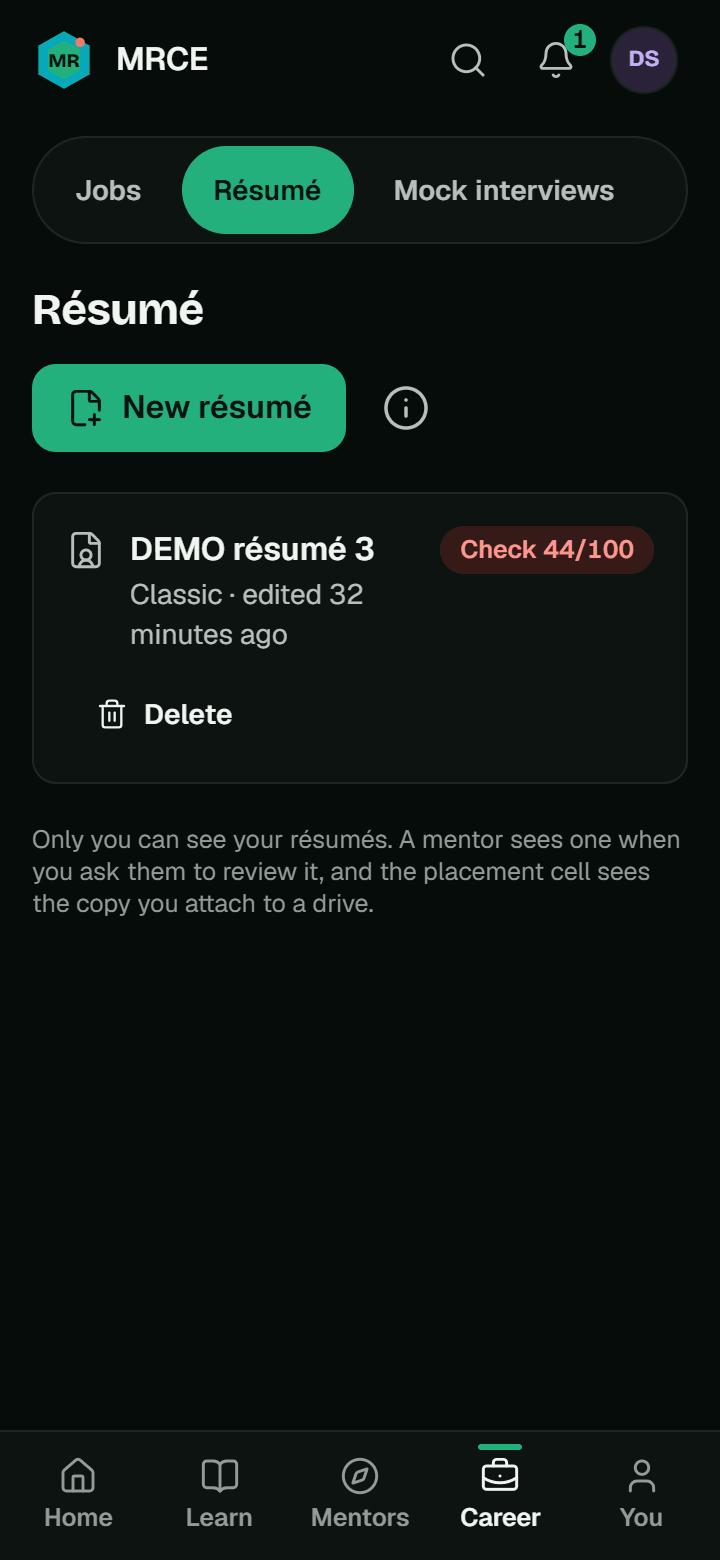 MR
MRCE
1
DS
Jobs
Résumé
Mock interviews
Résumé
New résumé
DEMO résumé 3
Check 44/100
Classic · edited 32
minutes ago
Delete
Only you can see your résumés. A mentor sees one when
you ask them to review it, and the placement cell sees
the copy you attach to a drive.
Home
Learn
Mentors
Career
You